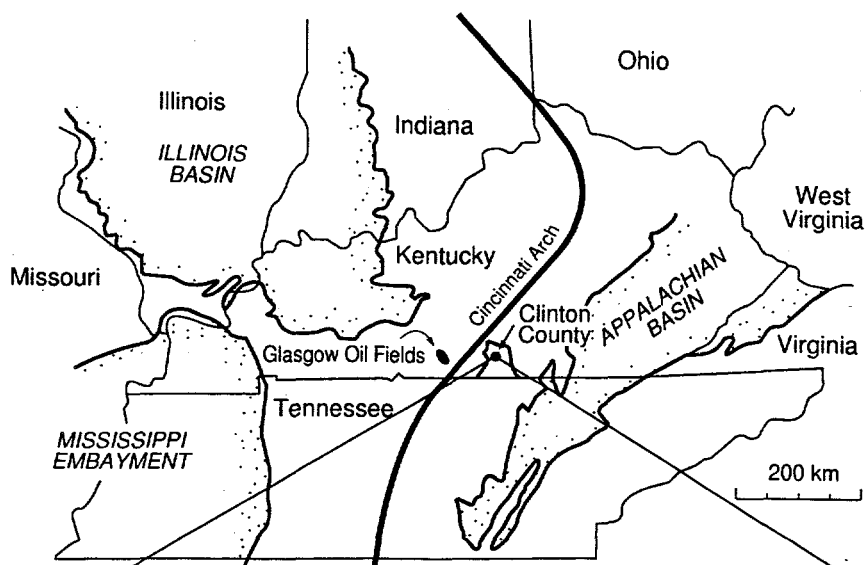 Ohio
Illinois
ILLINOIS
BASIN
Indiana
West
Virginia
Missouri
Kentucky
Cincinnati Arch
APPALACHIAN
BASIN
Clinton
County
Glasgow Oil Fields
Virginia
Tennessee
MISSISSIPPI
EMBAYMENT
200 km